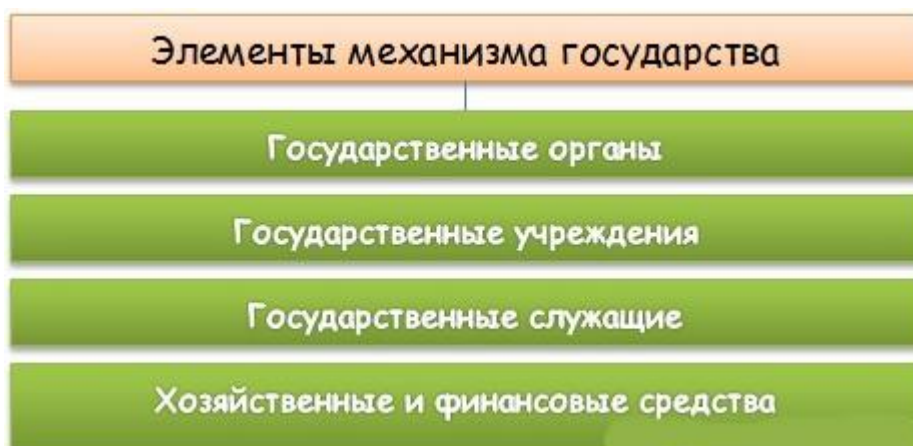 Элементы механизма государства
Государственные органы
Государственные учреждения
Государственные служащие
Хозяйственные и финансовые средства